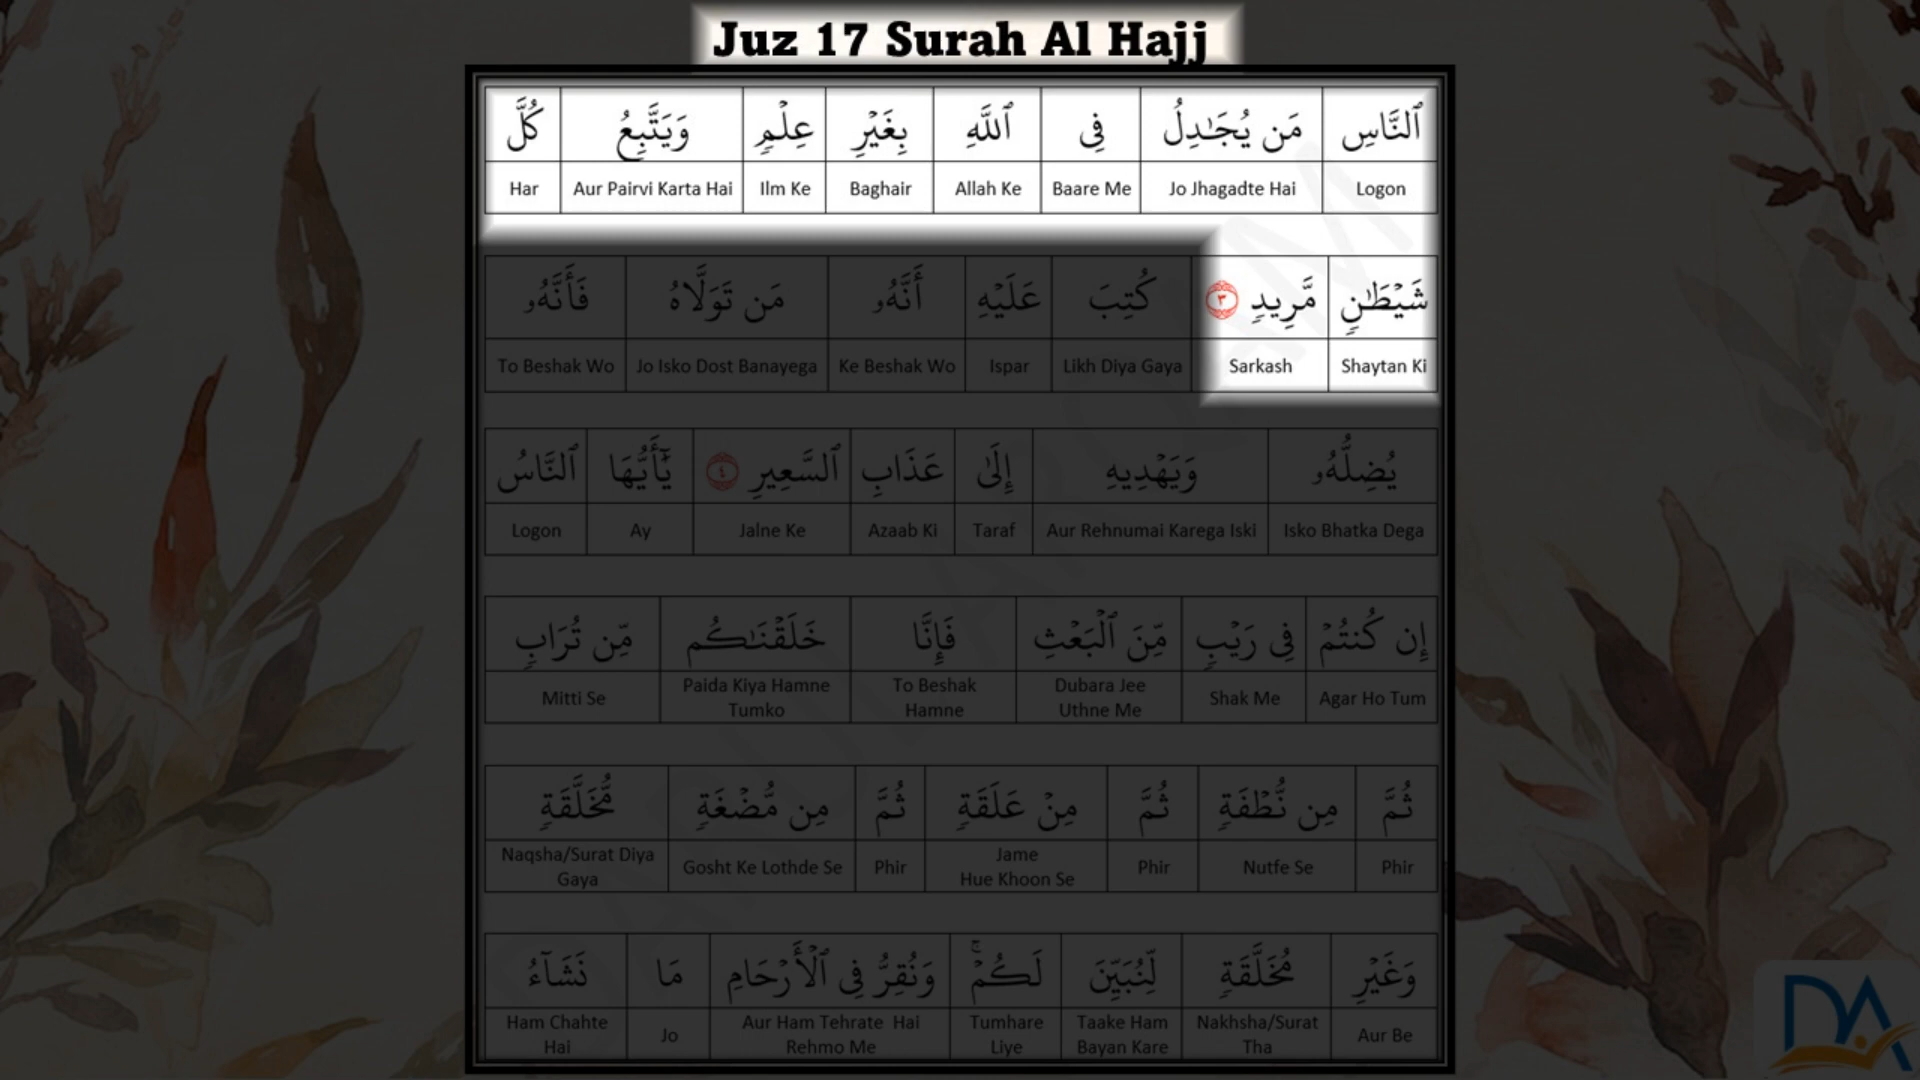 Juz 17 Surah Al Hajj
ٱلنَّاسِ مَن يُجَـٰدِلُ فِى ٱللَّهِ بِغَيْرِ عِلْمٍ وَيَتَّبِعُ كُلَّ
Logon Jo Jhagadte Hai Baare Me Allah Ke Baghair Ilm Ke Aur Pairvi Karta Hai Har
شَيْطَـٰنٍ مَّرِيدٍ ٣ كُتِبَ عَلَيْهِ أَنَّهُۥ مَن تَوَلَّاهُ فَأَنَّهُۥ
Shaytan Ki Sarkash Likh Diya Gaya Ispar Ke Beshak Wo Jo Isko Dost Banayega To Beshak Wo
يُضِلُّهُۥ وَيَهْدِيهِ إِلَىٰ عَذَابِ ٱلسَّعِيرِ ٤ يَـٰٓأَيُّهَا ٱلنَّاسُ
Isko Bhatka Dega Aur Rehnumai Karega Iski Taraf Azaab Ki Jalne Ke Ay Logon
إِن كُنتُمْ فِى رَيْبٍ مِّنَ ٱلْبَعْثِ فَإِنَّا خَلَقْنَـٰكُم مِّن تُرَابٍ
Agar Ho Tum Shak Me Dubara Jee Uthne Me To Beshak Hamne Paida Kiya Hamne Tumko Mitti Se
ثُمَّ مِن نُّطْفَةٍ ثُمَّ مِنْ عَلَقَةٍ ثُمَّ مِن مُّضْغَةٍ مُّخَلَّقَةٍ
Phir Nutfe Se Phir Jame Hue Khoon Se Phir Gosht Ke Lothde Se Naqsha/Surat Diya Gaya
وَغَيْرِ مُخَلَّقَةٍ لِّنُبَيِّنَ لَكُمْ ۚ وَنُقِرُّ فِى ٱلْأَرْحَامِ مَا نَشَآءُ
Aur Be Nakhsha/Surat Tha Taake Ham Bayan Kare Tumhare Liye Aur Ham Tehrate Hai Rehmo Me Jo Ham Chahte Hai
DA